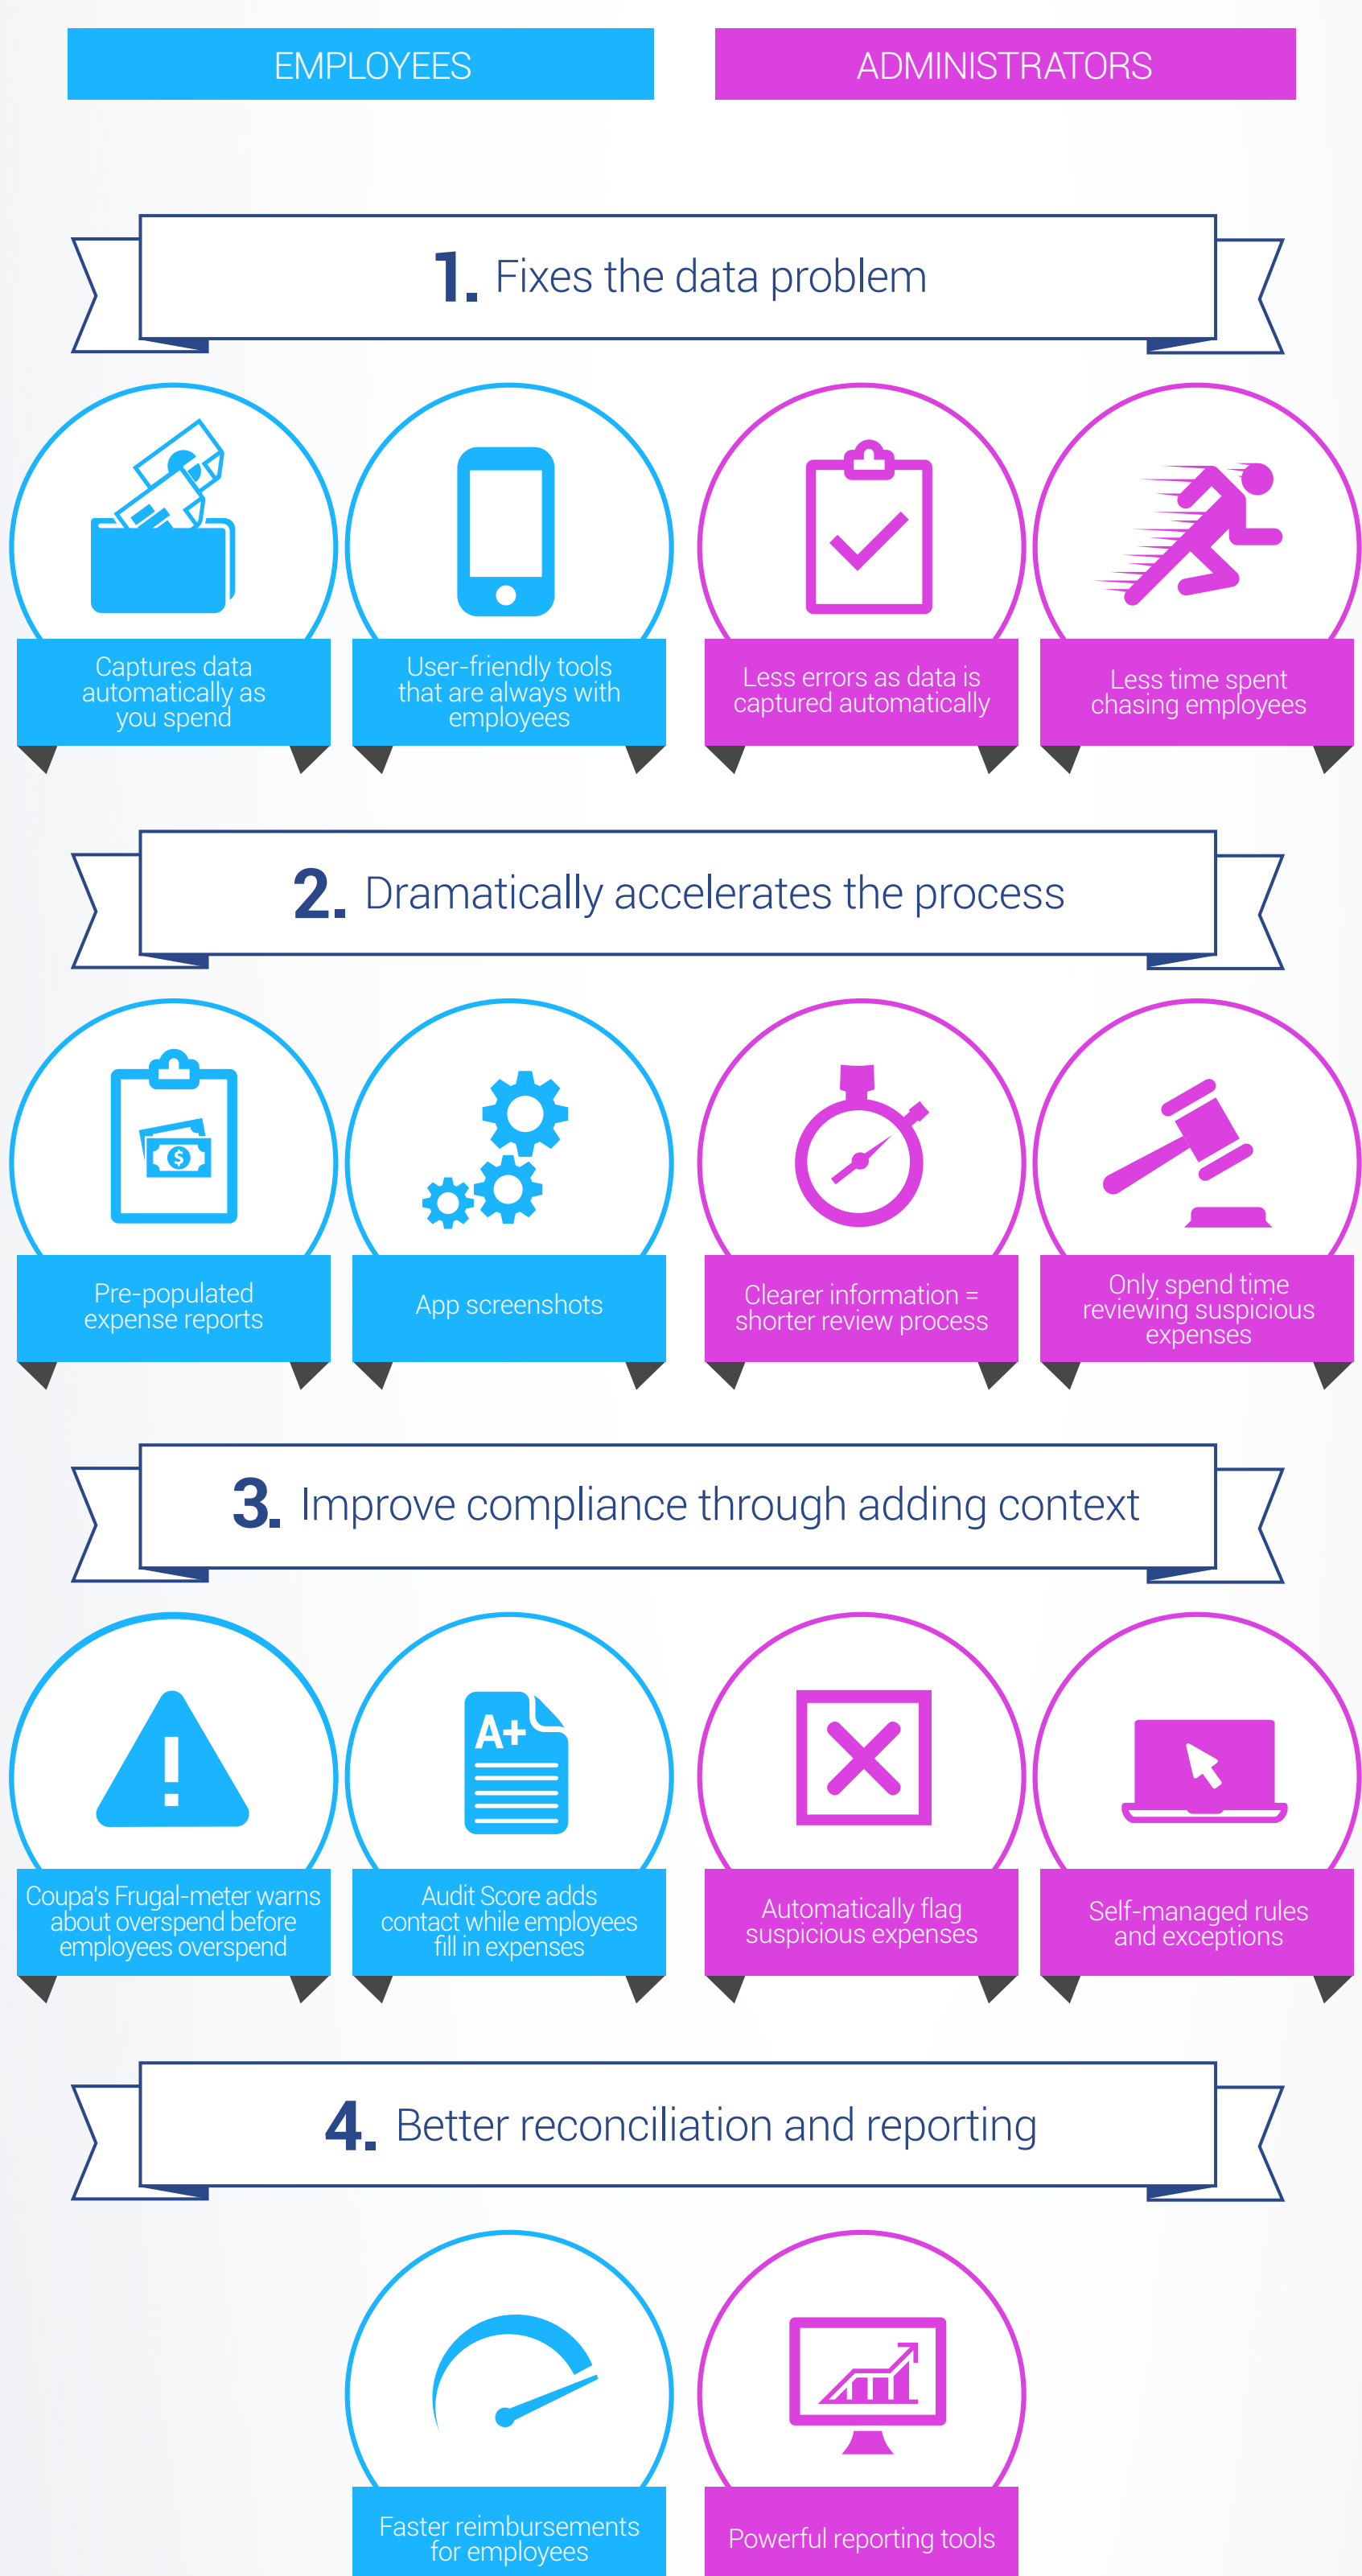 EMPLOYEES
ADMINISTRATORS
1. Fixes the data problem
Captures data
automatically as
you spend
User-friendly tools
that are always with
employees
Less errors as data is
captured automatically
Less time spent
chasing employees
2. Dramatically accelerates the process
$
Pre-populated
expense reports
App screenshots
Clearer information =
shorter review process
Only spend time
reviewing suspicious
expenses
3. Improve compliance through adding context
!
Coupa's Frugal-meter warns
about overspend before
employees overspend
A+
Audit Score adds
contact while employees
fill in expenses
Automatically flag
suspicious expenses
Self-managed rules
and exceptions
4. Better reconciliation and reporting
Faster reimbursements
for employees
Powerful reporting tools